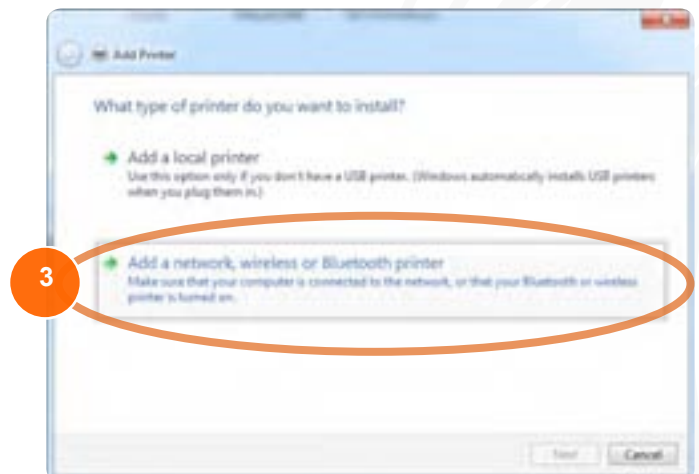 Add Printer
What type of printer do you want to install?
Add a local printer
Use this option only if you don't have a USB printer. (Windows automatically installs USB printers
when you plug them in.)
3
Add a network, wireless or Bluetooth printer
Make sure that your computer is connected to the network, or that your Bluetooth or wireless
printer is turned on.
Next
Cancel